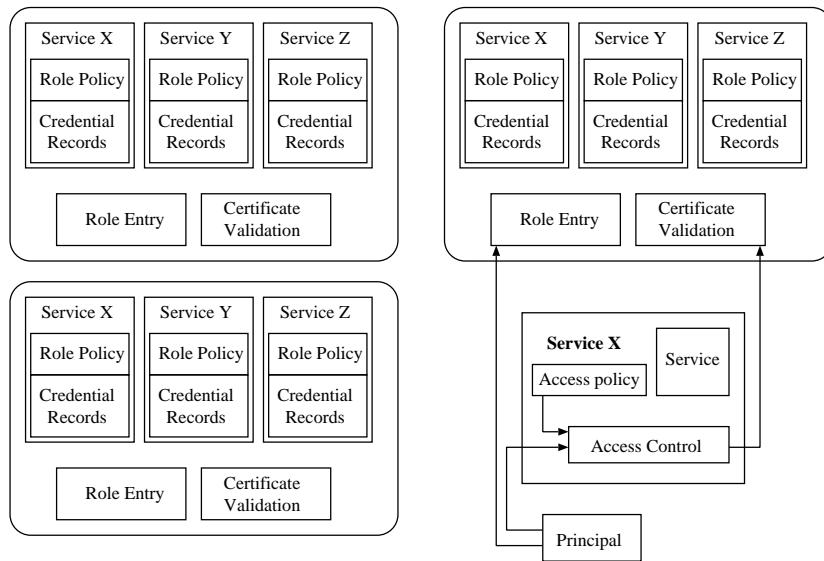 Service X
Service Y
Service Z
Role Policy
Role Policy
Role Policy
Credential
Records
Credential
Records
Credential
Records
Role Entry
Certificate
Validation
Service X
Service Y
Service Z
Role Policy
Role Policy
Role Policy
Credential
Records
Credential
Records
Credential
Records
Role Entry
Certificate
Validation
Service X
Service Y
Service Z
Role Policy
Role Policy
Role Policy
Credential
Records
Credential
Records
Credential
Records
Role Entry
Certificate
Validation
Service X
Service
Access policy
Access Control
Principal